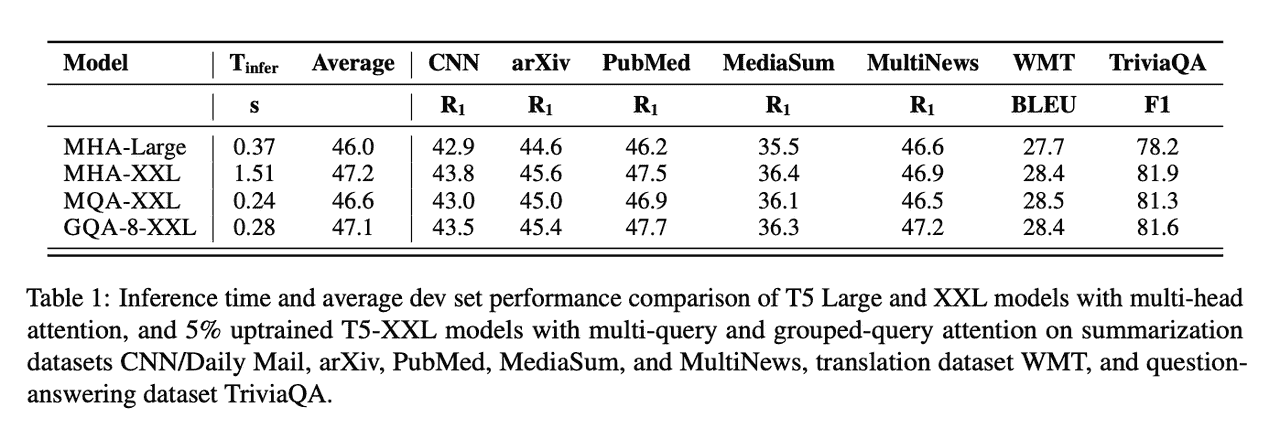 Model T_infer Average CNN arXiv PubMed MediaSum MultiNews WMT TriviaQA
s R₁ R₁ R₁ R₁ R₁ BLEU F1
MHA-Large 0.37 46.0 42.9 44.6 46.2 35.5 46.6 27.7 78.2
MHA-XXL 1.51 47.2 43.8 45.6 47.5 36.4 46.9 28.4 81.9
MQA-XXL 0.24 46.6 43.0 45.0 46.9 36.1 46.5 28.5 81.3
GQA-8-XXL 0.28 47.1 43.5 45.4 47.7 36.3 47.2 28.4 81.6
Table 1: Inference time and average dev set performance comparison of T5 Large and XXL models with multi-head
attention, and 5% uptrained T5-XXL models with multi-query and grouped-query attention on summarization
datasets CNN/Daily Mail, arXiv, PubMed, MediaSum, and MultiNews, translation dataset WMT, and question-
answering dataset TriviaQA.